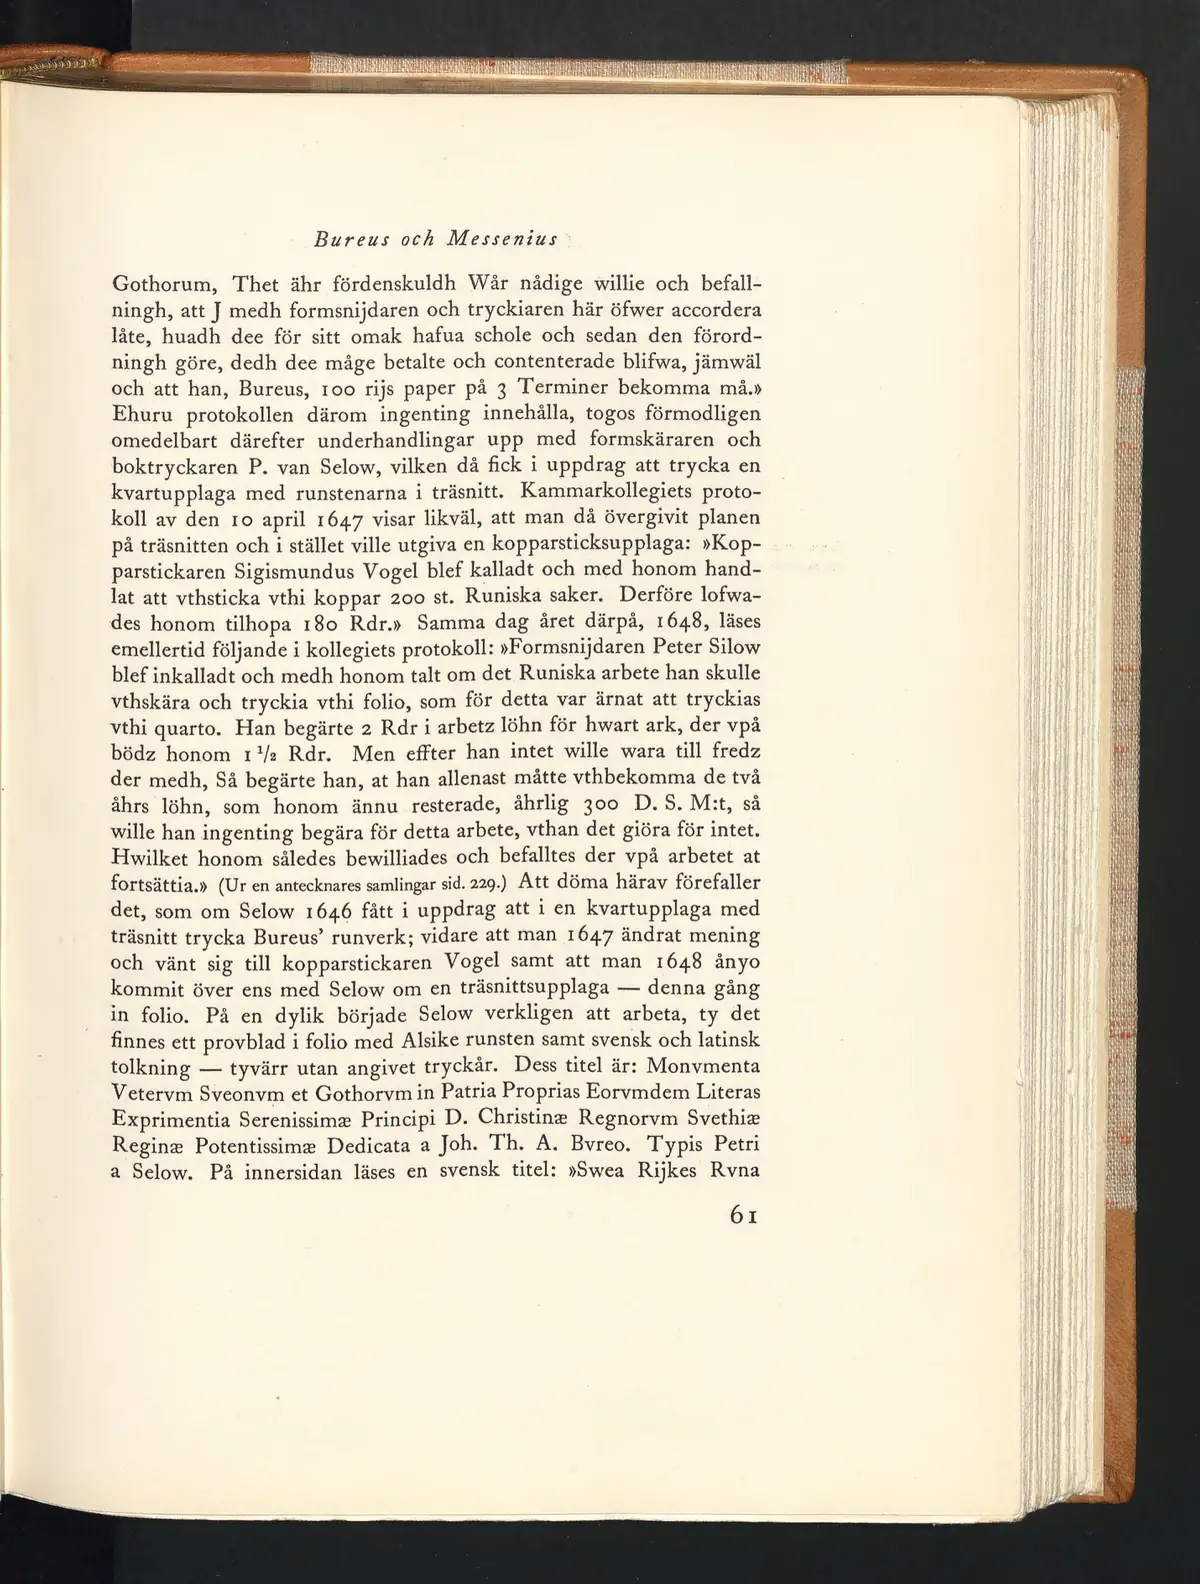 Bureus och Messenius
Gothorum, Thet ähr fördenskuldh Wår nådige willie och befall-
ningh, att J medh formsnijdaren och tryckiaren här öfwer accordera
låte, huadh dee för sitt omak hafua schole och sedan den förord-
ningh göre, dedh dee måge betalte och contenterade blifwa, jämwäl
och att han, Bureus, 100 rijs paper på 3 Terminer bekomma må.»
Ehuru protokollen därom ingenting innehålla, togos förmodligen
omedelbart därefter underhandlingar upp med formskäraren och
boktryckaren P. van Selow, vilken då fick i uppdrag att trycka en
kvartupplaga med runstenarna i träsnitt. Kammarkollegiets proto-
koll av den 10 april 1647 visar likväl, att man då övergivit planen
på träsnitten och i stället ville utgiva en kopparsticksupplaga: »Kop-
parstickaren Sigismundus Vogel blef kalladt och med honom hand-
lat att vthsticka vthi koppar 200 st. Runiska saker. Derföre lofwa-
des honom tilhopa 180 Rdr.» Samma dag året därpå, 1648, läses
emellertid följande i kollegiets protokoll: »Formsnijdaren Peter Silow
blef inkalladt och medh honom talt om det Runiska arbete han skulle
vthskära och tryckia vthi folio, som för detta var ärnat att tryckias
vthi quarto. Han begärte 2 Rdr i arbetz löhn för hwart ark, der vpå
bödz honom 1 1/2 Rdr. Men effter han intet wille wara till fredz
der medh, Så begärte han, at han allenast måtte vthbekomma de två
åhrs löhn, som honom ännu resterade, åhrlig 300 D. S. M:t, så
wille han ingenting begära för detta arbete, vthan det giöra för intet.
Hwilket honom således bewilliades och befalltes der vpå arbetet at
fortsättia.» (Ur en antecknares samlingar sid. 229.) Att döma härav förefaller
det, som om Selow 1646 fått i uppdrag att i en kvartupplaga med
träsnitt trycka Bureus’ runverk; vidare att man 1647 ändrat mening
och vänt sig till kopparstickaren Vogel samt att man 1648 ånyo
kommit över ens med Selow om en träsnittsupplaga — denna gång
in folio. På en dylik började Selow verkligen att arbeta, ty det
finnes ett provblad i folio med Alsike runsten samt svensk och latinsk
tolkning — tyvärr utan angivet tryckår. Dess titel är: Monvmenta
Vetervm Sveonvm et Gothorvm in Patria Proprias Eorvmdem Literas
Exprimentia Serenissimæ Principi D. Christinæ Regnorvm Svethiæ
Reginæ Potentissimæ Dedicata a Joh. Th. A. Bvreo. Typis Petri
a Selow. På innersidan läses en svensk titel: »Swea Rijkes Rvna
61